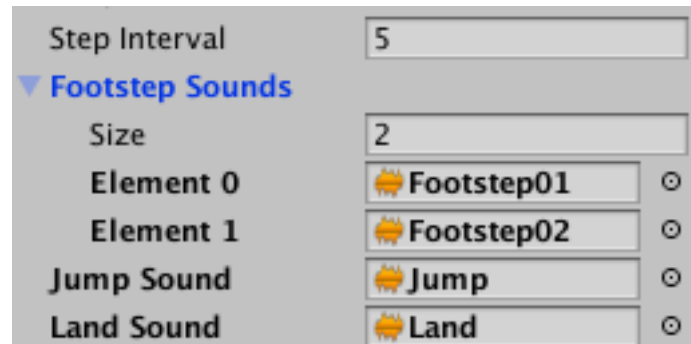 Step Interval 5
Footstep Sounds
Size 2
Element 0 Footstep01
Element 1 Footstep02
Jump Sound Jump
Land Sound Land